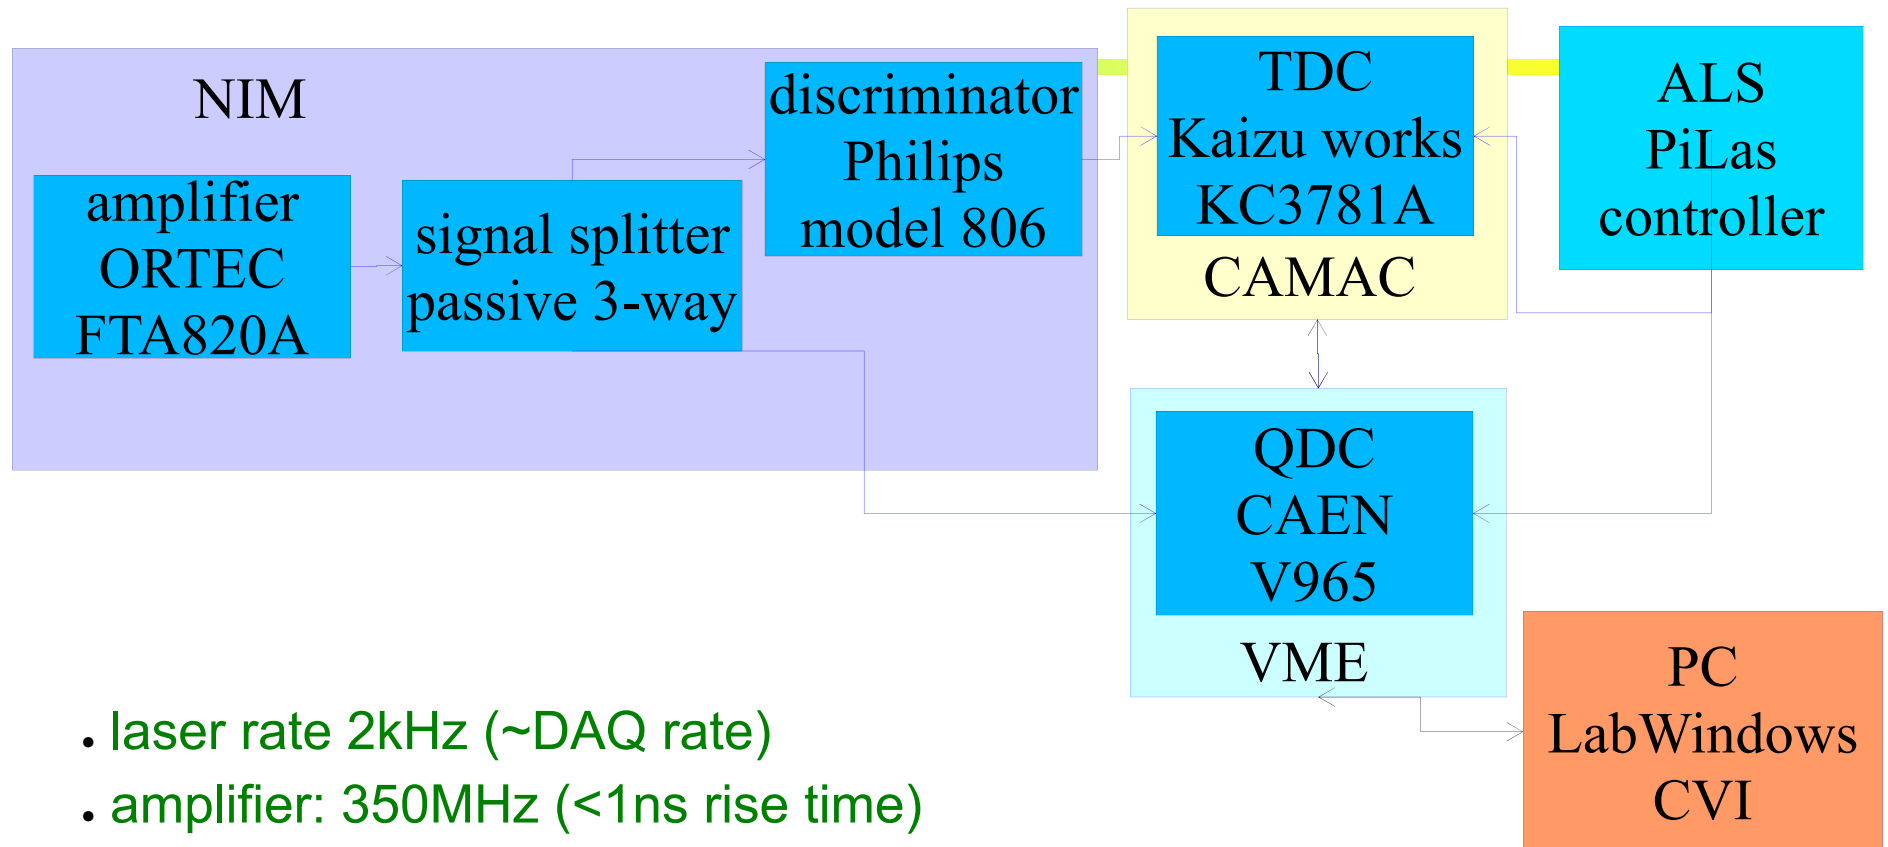 NIM
amplifier
ORTEC
FTA820A
signal splitter
passive 3-way
discriminator
Philips
model 806
TDC
Kaizu works
KC3781A
CAMAC
ALS
PiLas
controller
QDC
CAEN
V965
VME
PC
LabWindows
CVI
• laser rate 2kHz (~DAQ rate)
• amplifier: 350MHz (<1ns rise time)